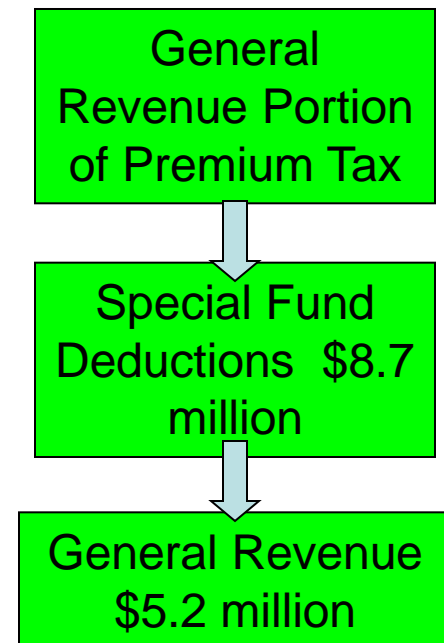 General
Revenue Portion
of Premium Tax
Special Fund
Deductions $8.7
million
General Revenue
$5.2 million